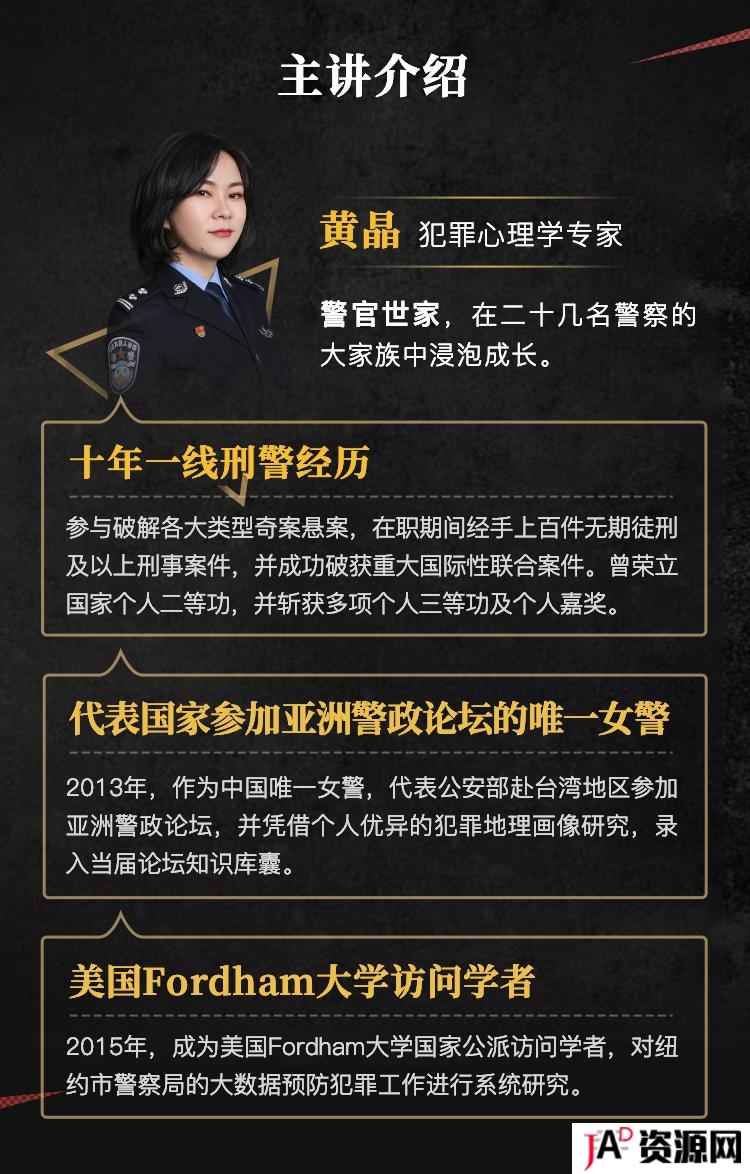 主讲介绍
黄晶 犯罪心理学专家
警官世家，在二十几名警察的
大家族中浸泡成长。
十年一线刑警经历
参与破解各大类型奇案悬案，在职期间经手上百件无期徒刑
及以上刑事案件，并成功破获重大国际性联合案件。曾荣立
国家个人二等功，并斩获多项个人三等功及个人嘉奖。
代表国家参加亚洲警政论坛的唯一女警
2013年，作为中国唯一女警，代表公安部赴台湾地区参加
亚洲警政论坛，并凭借个人优异的犯罪地理画像研究，录
入当届论坛知识库囊。
美国Fordham大学访问学者
2015年，成为美国Fordham大学国家公派访问学者，对纽
约市警察局的大数据预防犯罪工作进行系统研究。
JAD资源网